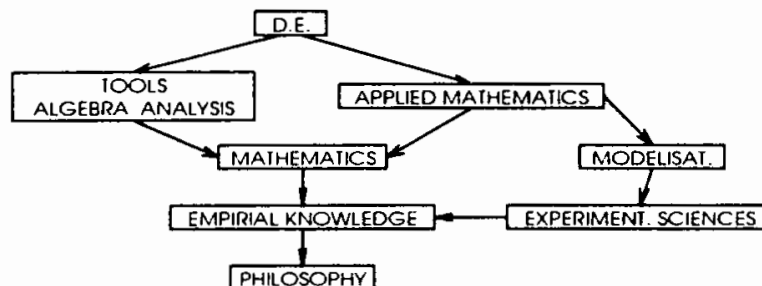 D.E.
TOOLS
ALGEBRA ANALYSIS
APPLIED MATHEMATICS
MATHEMATICS
MODELISAT.
EMPIRIAL KNOWLEDGE
EXPERIMENT. SCIENCES
PHILOSOPHY